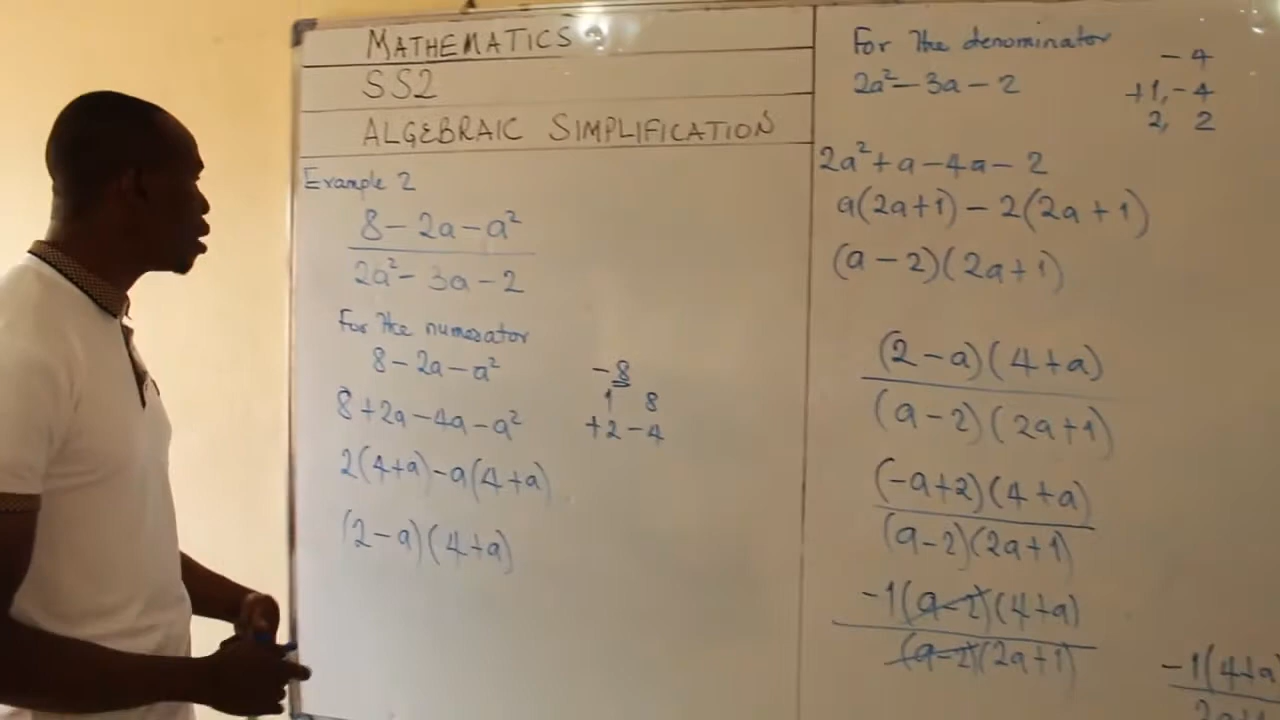 MATHEMATICS
SS2
ALGEBRAIC SIMPLIFICATION
Example 2
8 - 2a - a²
2a² - 3a - 2
For the numerator
8 - 2a - a²
8 + 2a - 4a - a²
2(4+a) - a(4+a)
(2 - a)(4+a)
-8
1 8
+2 -4
For the denominator
2a² - 3a - 2
-4
+1, -4
2, 2
2a² + a - 4a - 2
a(2a+1) - 2(2a+1)
(a - 2)(2a+1)
(2 - a)(4+a)
(a - 2)(2a+1)
(-a+2)(4+a)
(a-2)(2a+1)
-1(a-2)(4+a)
(a-2)(2a+1)
-1(4+a